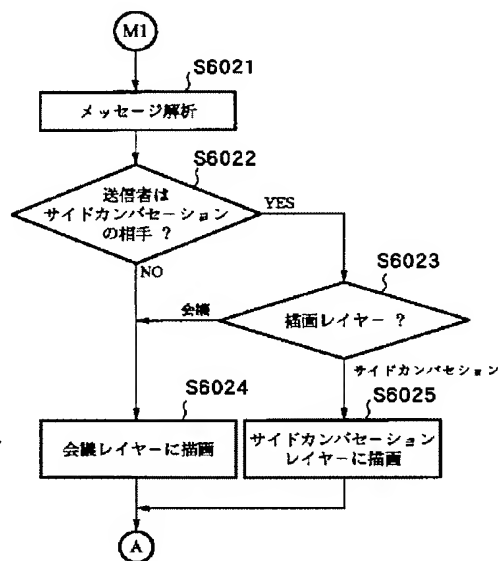 M1
S6021
メッセージ解析
S6022
送信者は
サイドカンバセーション
の相手 ?
YES
NO
S6023
会議
描画レイヤー ?
サイドカンバセション
S6024
S6025
会議レイヤーに描画
サイドカンバセーション
レイヤーに描画
A